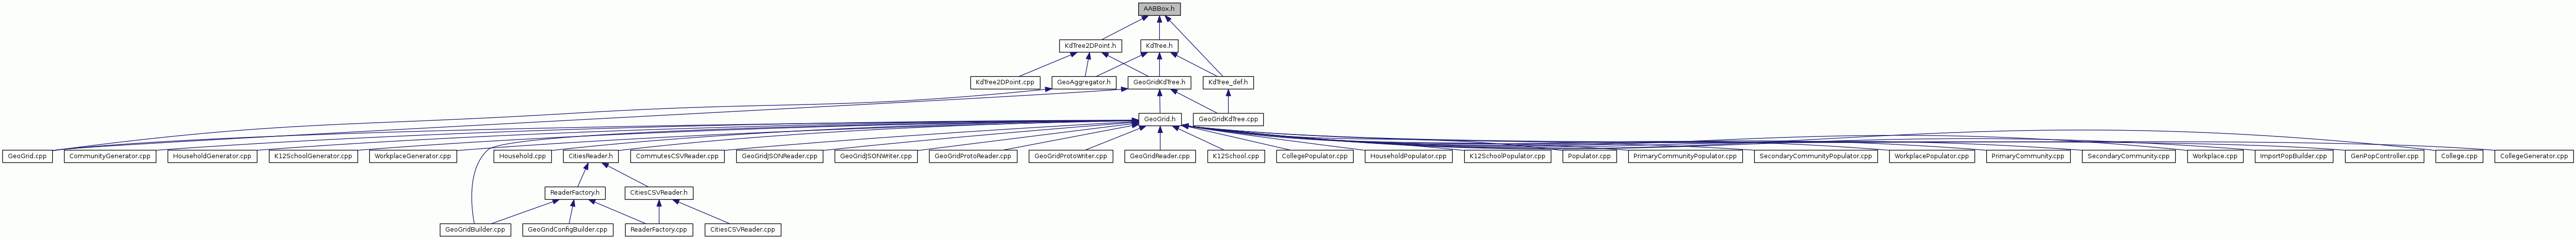 AABBox.h
KdTree2DPoint.h
KdTree.h
KdTree2DPoint.cpp
GeoAggregator.h
GeoGridKdTree.h
KdTree_def.h
GeoGrid.h
GeoGridKdTree.cpp
GeoGrid.cpp
CommunityGenerator.cpp
HouseholdGenerator.cpp
K12SchoolGenerator.cpp
WorkplaceGenerator.cpp
Household.cpp
CitiesReader.h
CommutesCSVReader.cpp
GeoGridJSONReader.cpp
GeoGridJSONWriter.cpp
GeoGridProtoReader.cpp
GeoGridProtoWriter.cpp
GeoGridReader.cpp
K12School.cpp
CollegePopulator.cpp
HouseholdPopulator.cpp
K12SchoolPopulator.cpp
Populator.cpp
PrimaryCommunityPopulator.cpp
SecondaryCommunityPopulator.cpp
WorkplacePopulator.cpp
PrimaryCommunity.cpp
SecondaryCommunity.cpp
Workplace.cpp
ImportPopBuilder.cpp
GenPopController.cpp
College.cpp
CollegeGenerator.cpp
ReaderFactory.h
CitiesCSVReader.h
GeoGridBuilder.cpp
GeoGridConfigBuilder.cpp
ReaderFactory.cpp
CitiesCSVReader.cpp